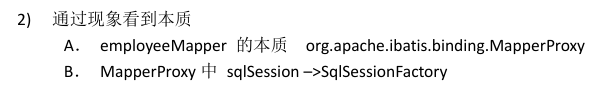 2) 通过现象看到本质
A. employeeMapper 的本质 org.apache.ibatis.binding.MapperProxy
B. MapperProxy 中 sqlSession –>SqlSessionFactory